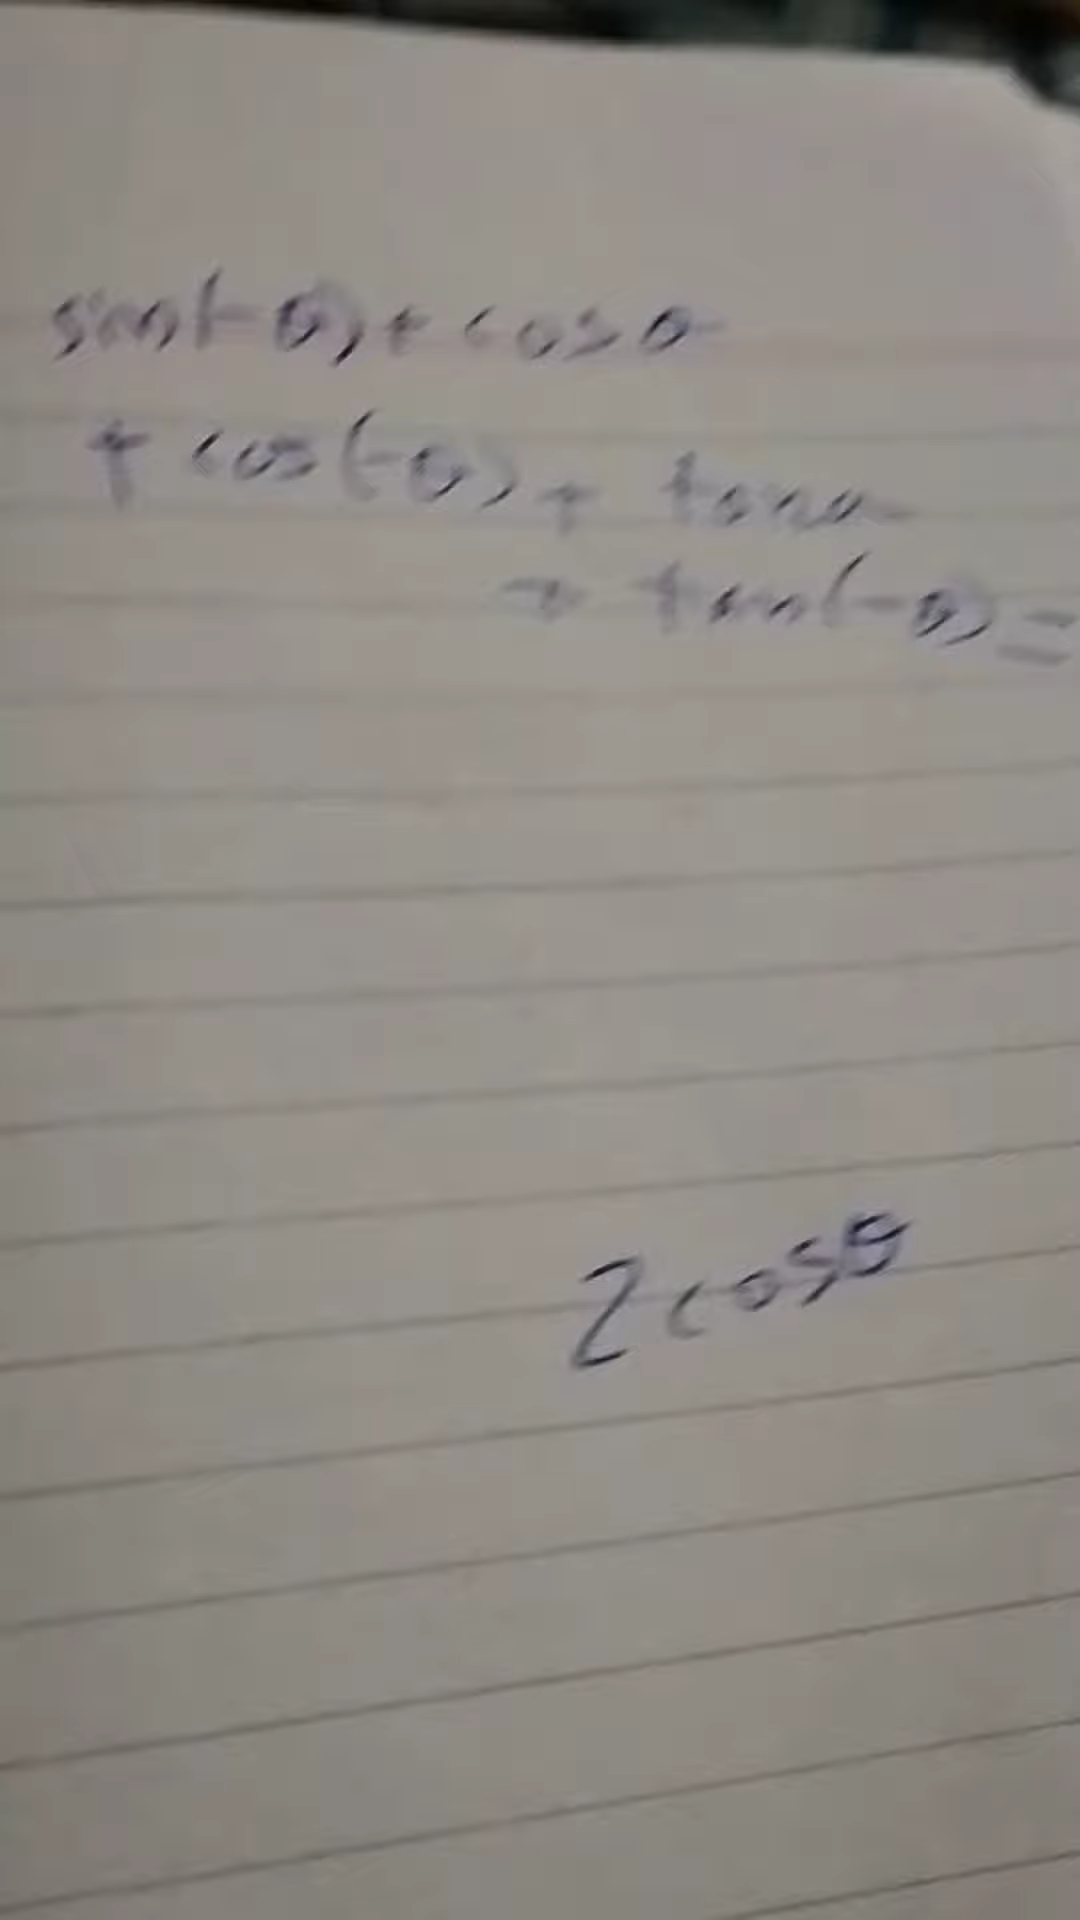 sin(-θ) + cosθ
+ cos(-θ) + tanθ
+ tan(-θ) =
2cosθ